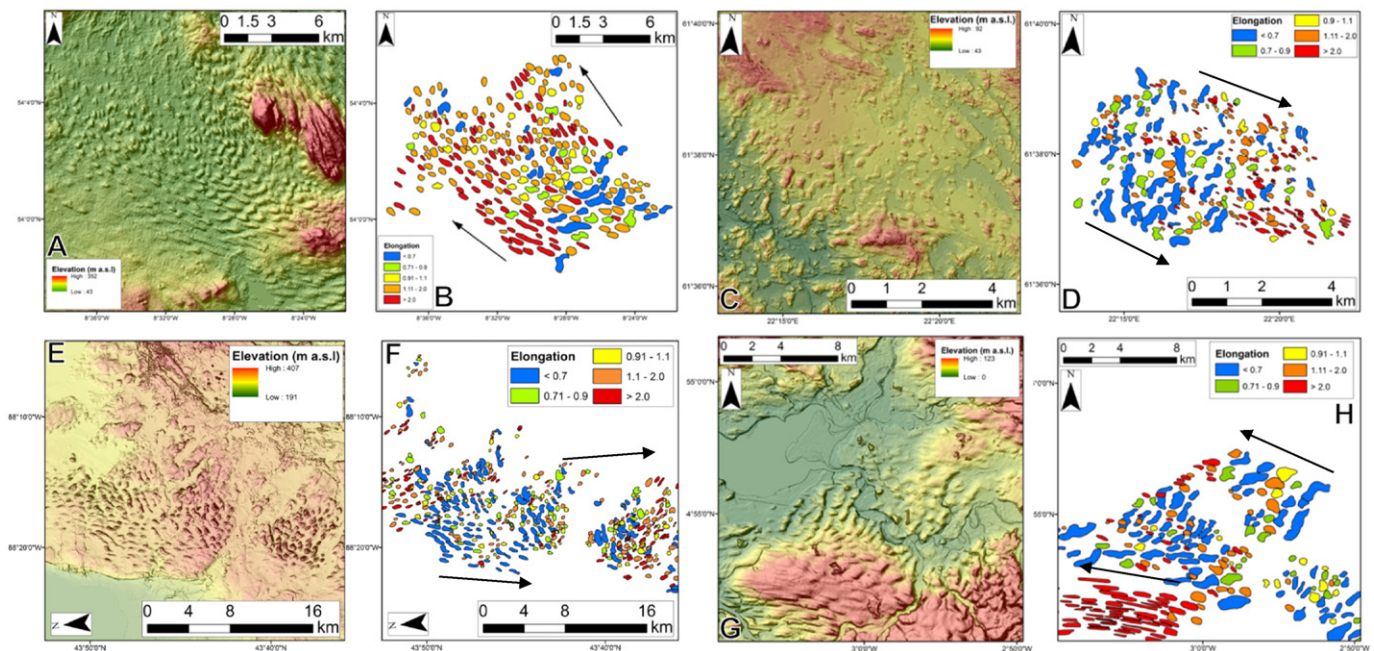 N
0 1.5 3 6
km
54°4'0"N
54°0'0"N
A
Elevation (m a.s.l)
High : 352
Low : 43
8°36'0"W 8°32'0"W 8°28'0"W 8°24'0"W
N
0 1.5 3 6
km
54°4'0"N
54°0'0"N
Elongation
< 0.7
0.71 - 0.9
0.91 - 1.1
1.11 - 2.0
> 2.0
B
8°36'0"W 8°32'0"W 8°28'0"W 8°24'0"W
N
Elevation (m a.s.l.)
High : 92
Low : 43
61°40'0"N
61°38'0"N
61°36'0"N
C
0 1 2 4
km
22°15'0"E 22°20'0"E
N
Elongation
< 0.7
0.7 - 0.9
0.9 - 1.1
1.11 - 2.0
> 2.0
61°40'0"N
61°38'0"N
61°36'0"N
D
0 1 2 4
km
22°15'0"E 22°20'0"E
E
Elevation (m a.s.l)
High : 407
Low : 191
88°10'0"W
88°20'0"W
N
0 4 8 16
km
43°50'0"N 43°40'0"N
F
Elongation
< 0.7
0.71 - 0.9
0.91 - 1.1
1.1 - 2.0
> 2.0
88°10'0"W
88°20'0"W
N
0 4 8 16
km
43°50'0"N 43°40'0"N
0 2 4 8
km
N
Elevation (m a.s.l.)
High : 123
Low : 0
55°0'0"N
4°55'0"N
G
3°0'0"W 2°50'0"W
0 2 4 8
km
N
Elongation
< 0.7
0.71 - 0.9
0.91 - 1.1
1.11 - 2.0
> 2.0
H
'0'0"N
55'0"N
3°0'0"W 2°50'0"W